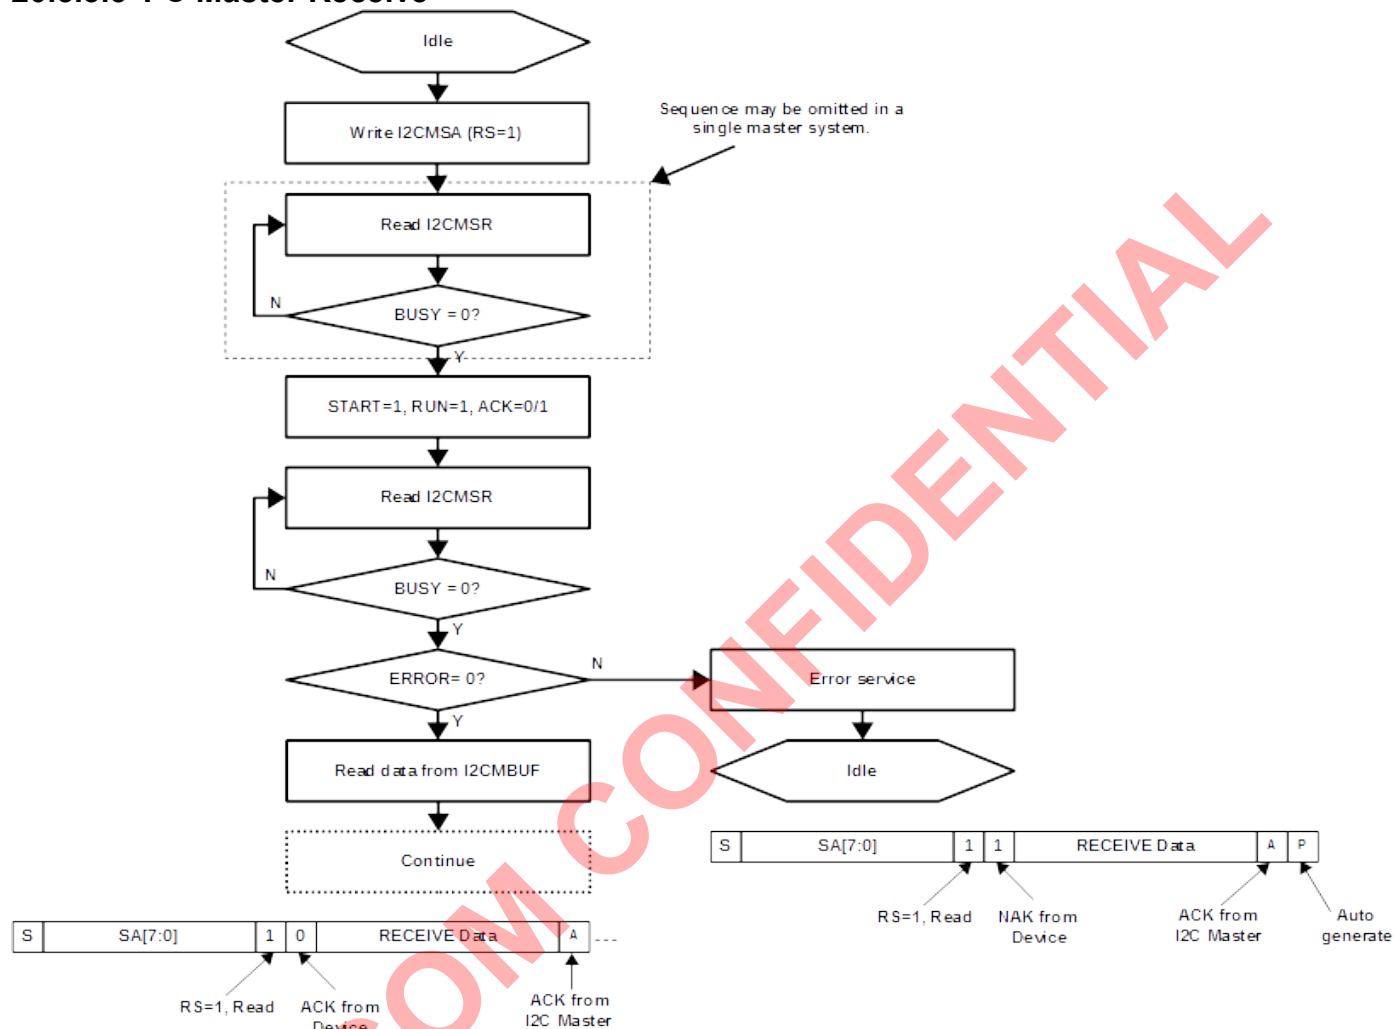 Idle
Write I2CMSA (RS=1)
Sequence may be omitted in a
single master system.
Read I2CMSR
N
BUSY = 0?
Y
START=1, RUN=1, ACK=0/1
Read I2CMSR
N
BUSY = 0?
Y
ERROR= 0?
N
Error service
Y
Read data from I2CMBUF
Idle
Continue
S SA[7:0] 1 1 RECEIVE Data A P
RS=1, Read
NAK from
Device
ACK from
I2C Master
Auto
generate
S SA[7:0] 1 0 RECEIVE Data A
RS=1, Read
ACK from
Device
ACK from
I2C Master
COM CONFIDENTIAL